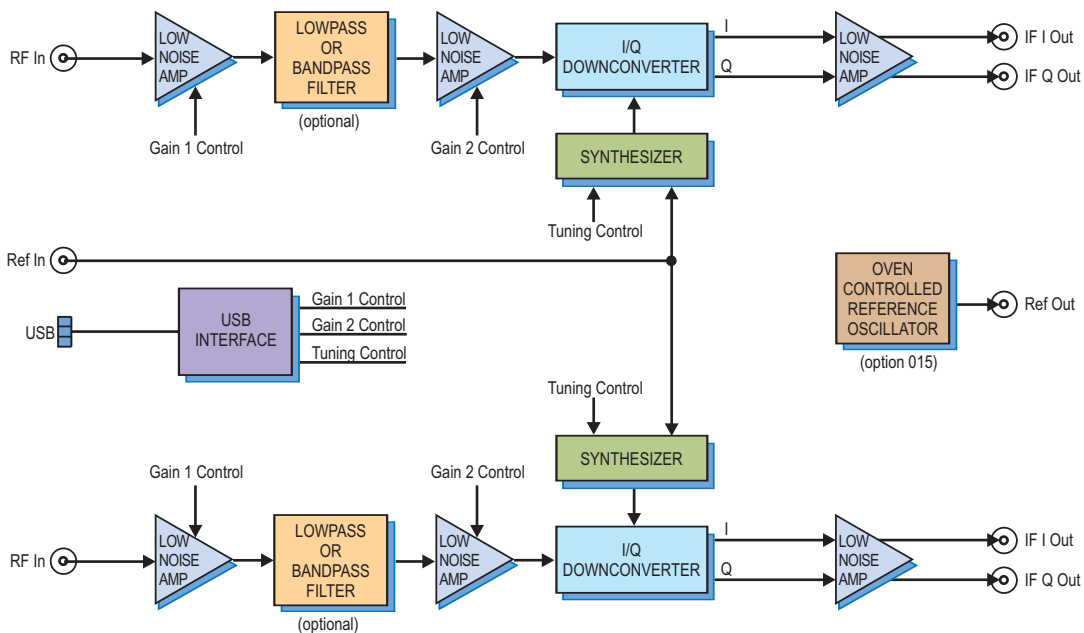 RF In
LOW
NOISE
AMP
Gain 1 Control
LOWPASS
OR
BANDPASS
FILTER
(optional)
LOW
NOISE
AMP
Gain 2 Control
I/Q
DOWNCONVERTER
I
Q
LOW
NOISE
AMP
IF I Out
IF Q Out
SYNTHESIZER
Tuning Control
Ref In
USB
USB
INTERFACE
Gain 1 Control
Gain 2 Control
Tuning Control
OVEN
CONTROLLED
REFERENCE
OSCILLATOR
(option 015)
Ref Out
Tuning Control
SYNTHESIZER
Gain 1 Control
Gain 2 Control
RF In
LOW
NOISE
AMP
LOWPASS
OR
BANDPASS
FILTER
(optional)
LOW
NOISE
AMP
I/Q
DOWNCONVERTER
I
Q
LOW
NOISE
AMP
IF I Out
IF Q Out